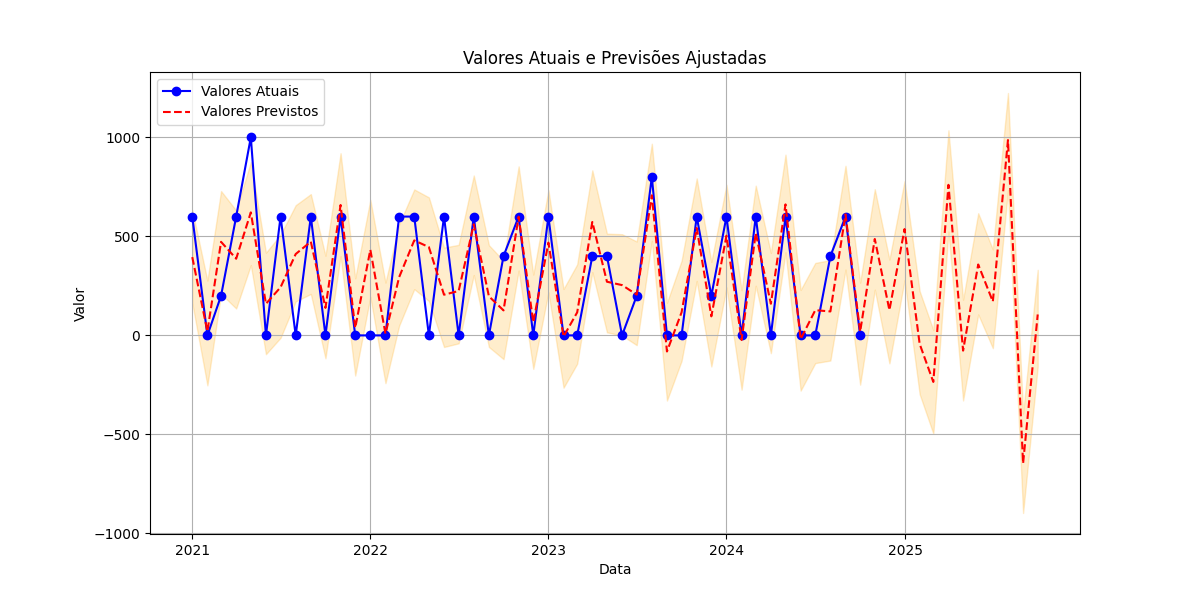 Valores Atuais e Previsões Ajustadas
Valores Atuais
Valores Previstos
1000
500
0
−500
−1000
Valor
2021 2022 2023 2024 2025
Data